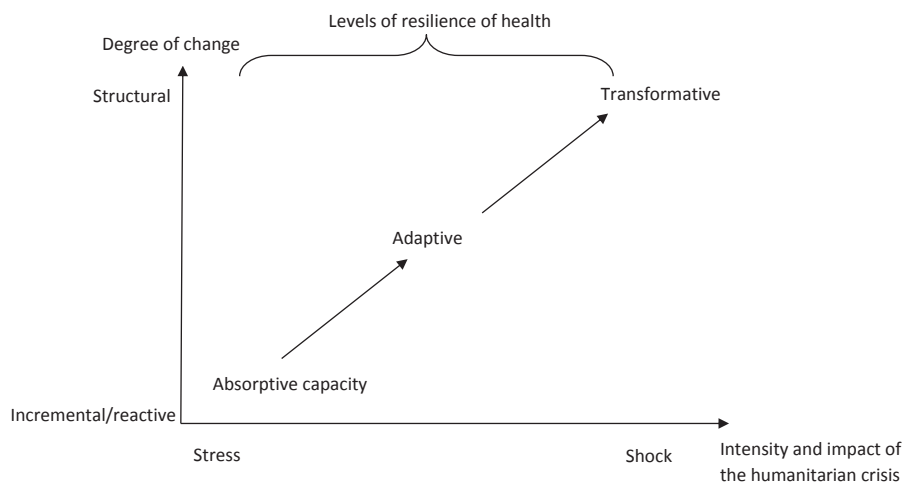 Levels of resilience of health
Degree of change
Structural
Transformative
Adaptive
Absorptive capacity
Incremental/reactive
Stress
Shock
Intensity and impact of
the humanitarian crisis